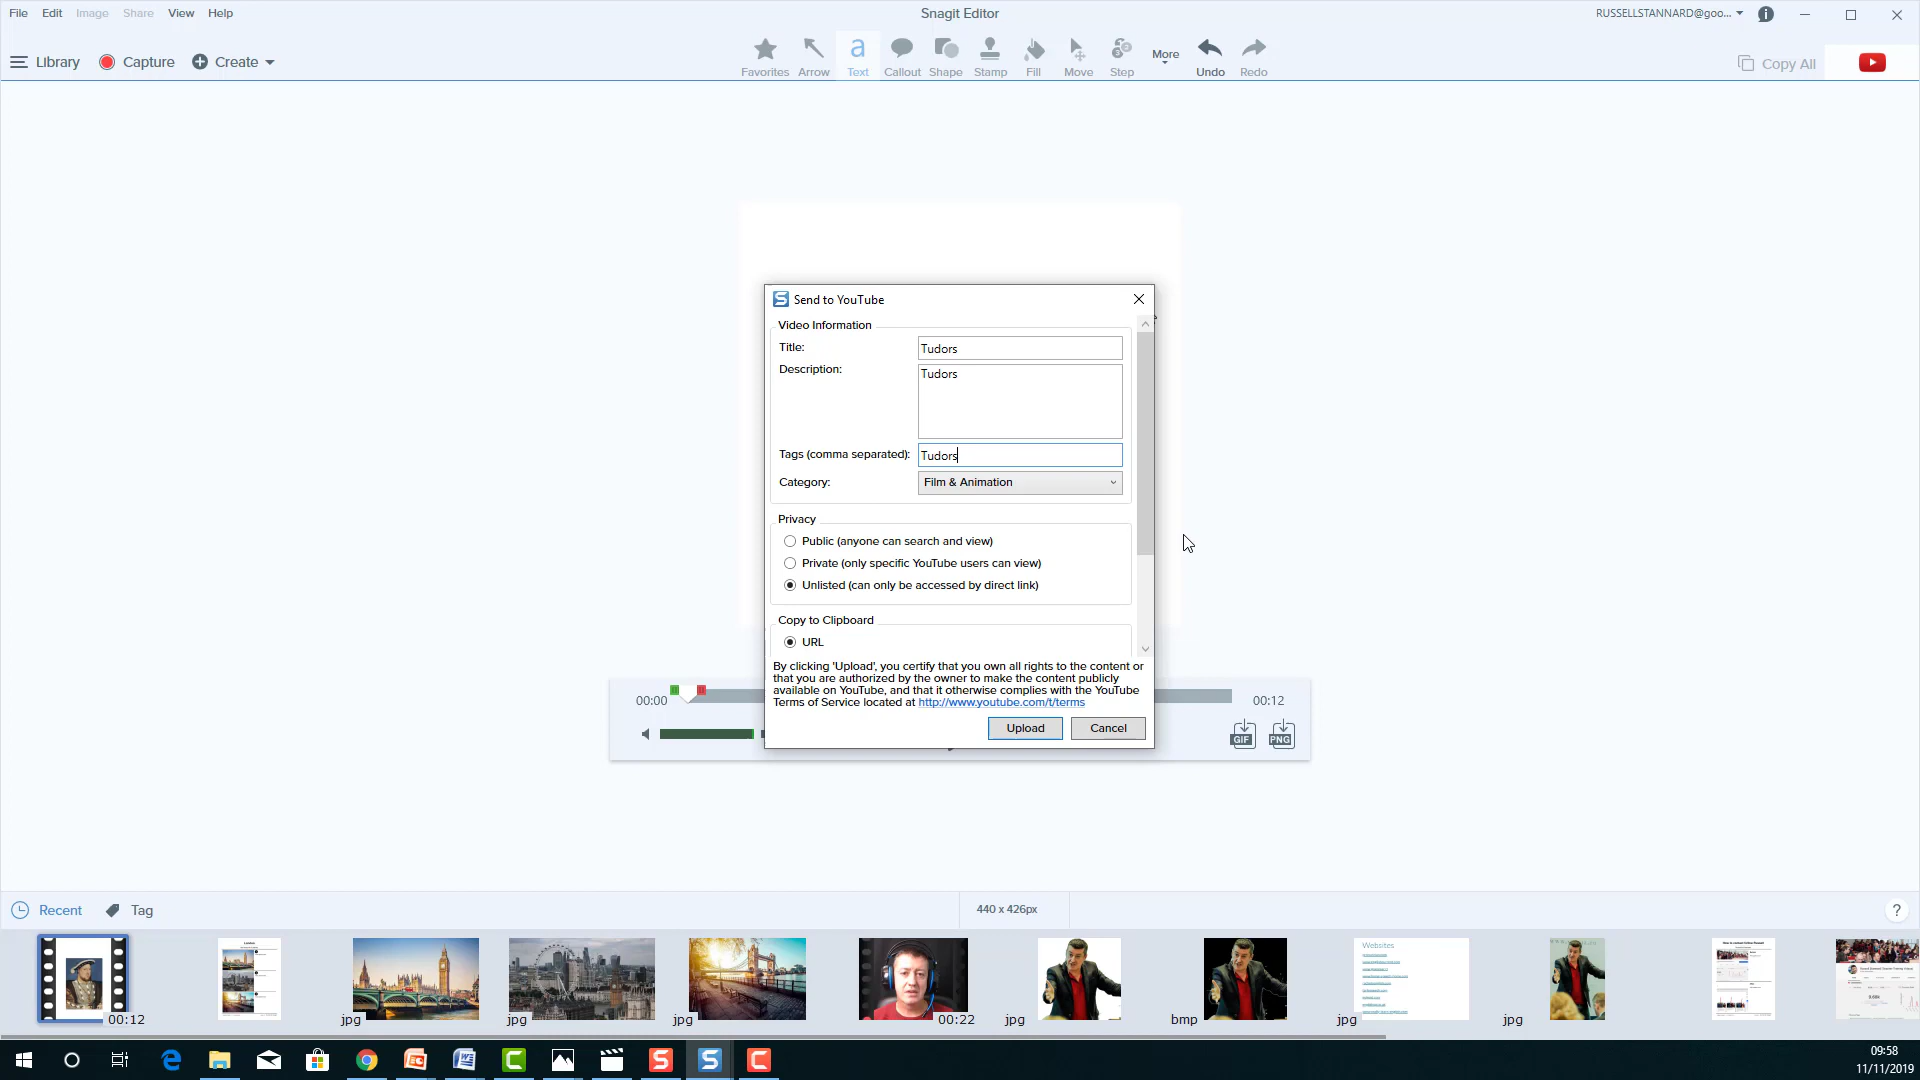 File Edit Image Share View Help
Snagit Editor
RUSSELLSTANNARD@goo...
Library Capture Create
Favorites Arrow Text Callout Shape Stamp Fill Move Step More Undo Redo
Copy All
Send to YouTube
Video Information
Title: Tudors
Description: Tudors
Tags (comma separated): Tudors
Category: Film & Animation
Privacy
Public (anyone can search and view)
Private (only specific YouTube users can view)
Unlisted (can only be accessed by direct link)
Copy to Clipboard
URL
By clicking 'Upload', you certify that you own all rights to the content or
that you are authorized by the owner to make the content publicly
available on YouTube, and that it otherwise complies with the YouTube
Terms of Service located at http://www.youtube.com/t/terms
Upload Cancel
00:00
00:12
GIF PNG
Recent Tag
440 x 426px
?
Websites
00:12 jpg jpg jpg 00:22 jpg bmp jpg jpg
09:58
11/11/2019